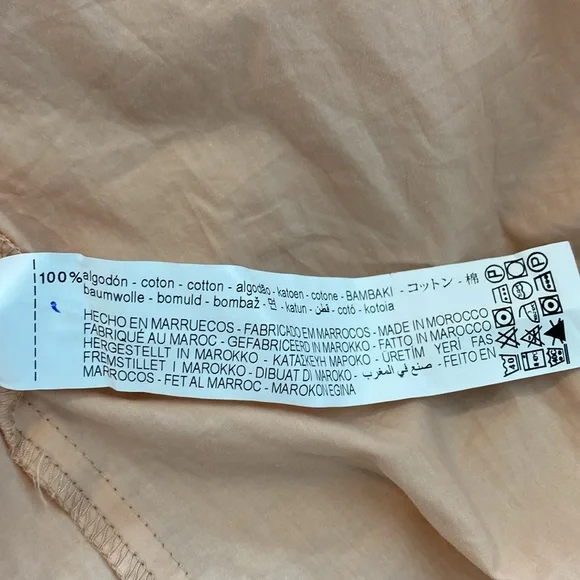 100% algodón - coton - cotton - algodão - katoen - cotone - BAMBAKI - コットン - 棉
baumwolle - bomuld - bombaž - 면 - katun - قطن - cotó - kotoia
HECHO EN MARRUECOS - FABRICADO EM MARROCOS - MADE IN MOROCCO
FABRIQUÉ AU MAROC - GEFABRICEERD IN MAROKKO - FATTO IN MAROCCO
HERGESTELLT IN MAROKKO - ΚΑΤΑΣΚΕΥΗ ΜΑΡΟΚΟ - ÜRETIM YERİ FAS
FREMSTILLET I MAROKKO - DIBUAT DI MAROKO - صنع في المغرب - FEITO EN
MARROCOS - FET AL MARROC - MAROKON EGINA
P
P
40